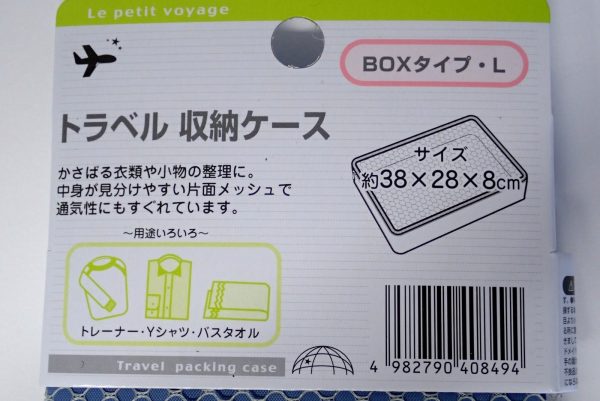 Le petit voyage
BOXタイプ・L
トラベル 収納ケース
かさばる衣類や小物の整理に。
中身が見分けやすい片面メッシュで
通気性にもすぐれています。
サイズ
約38×28×8cm
〜用途いろいろ〜
トレーナー・Yシャツ・バスタオル
Travel packing case
4 982790 408494